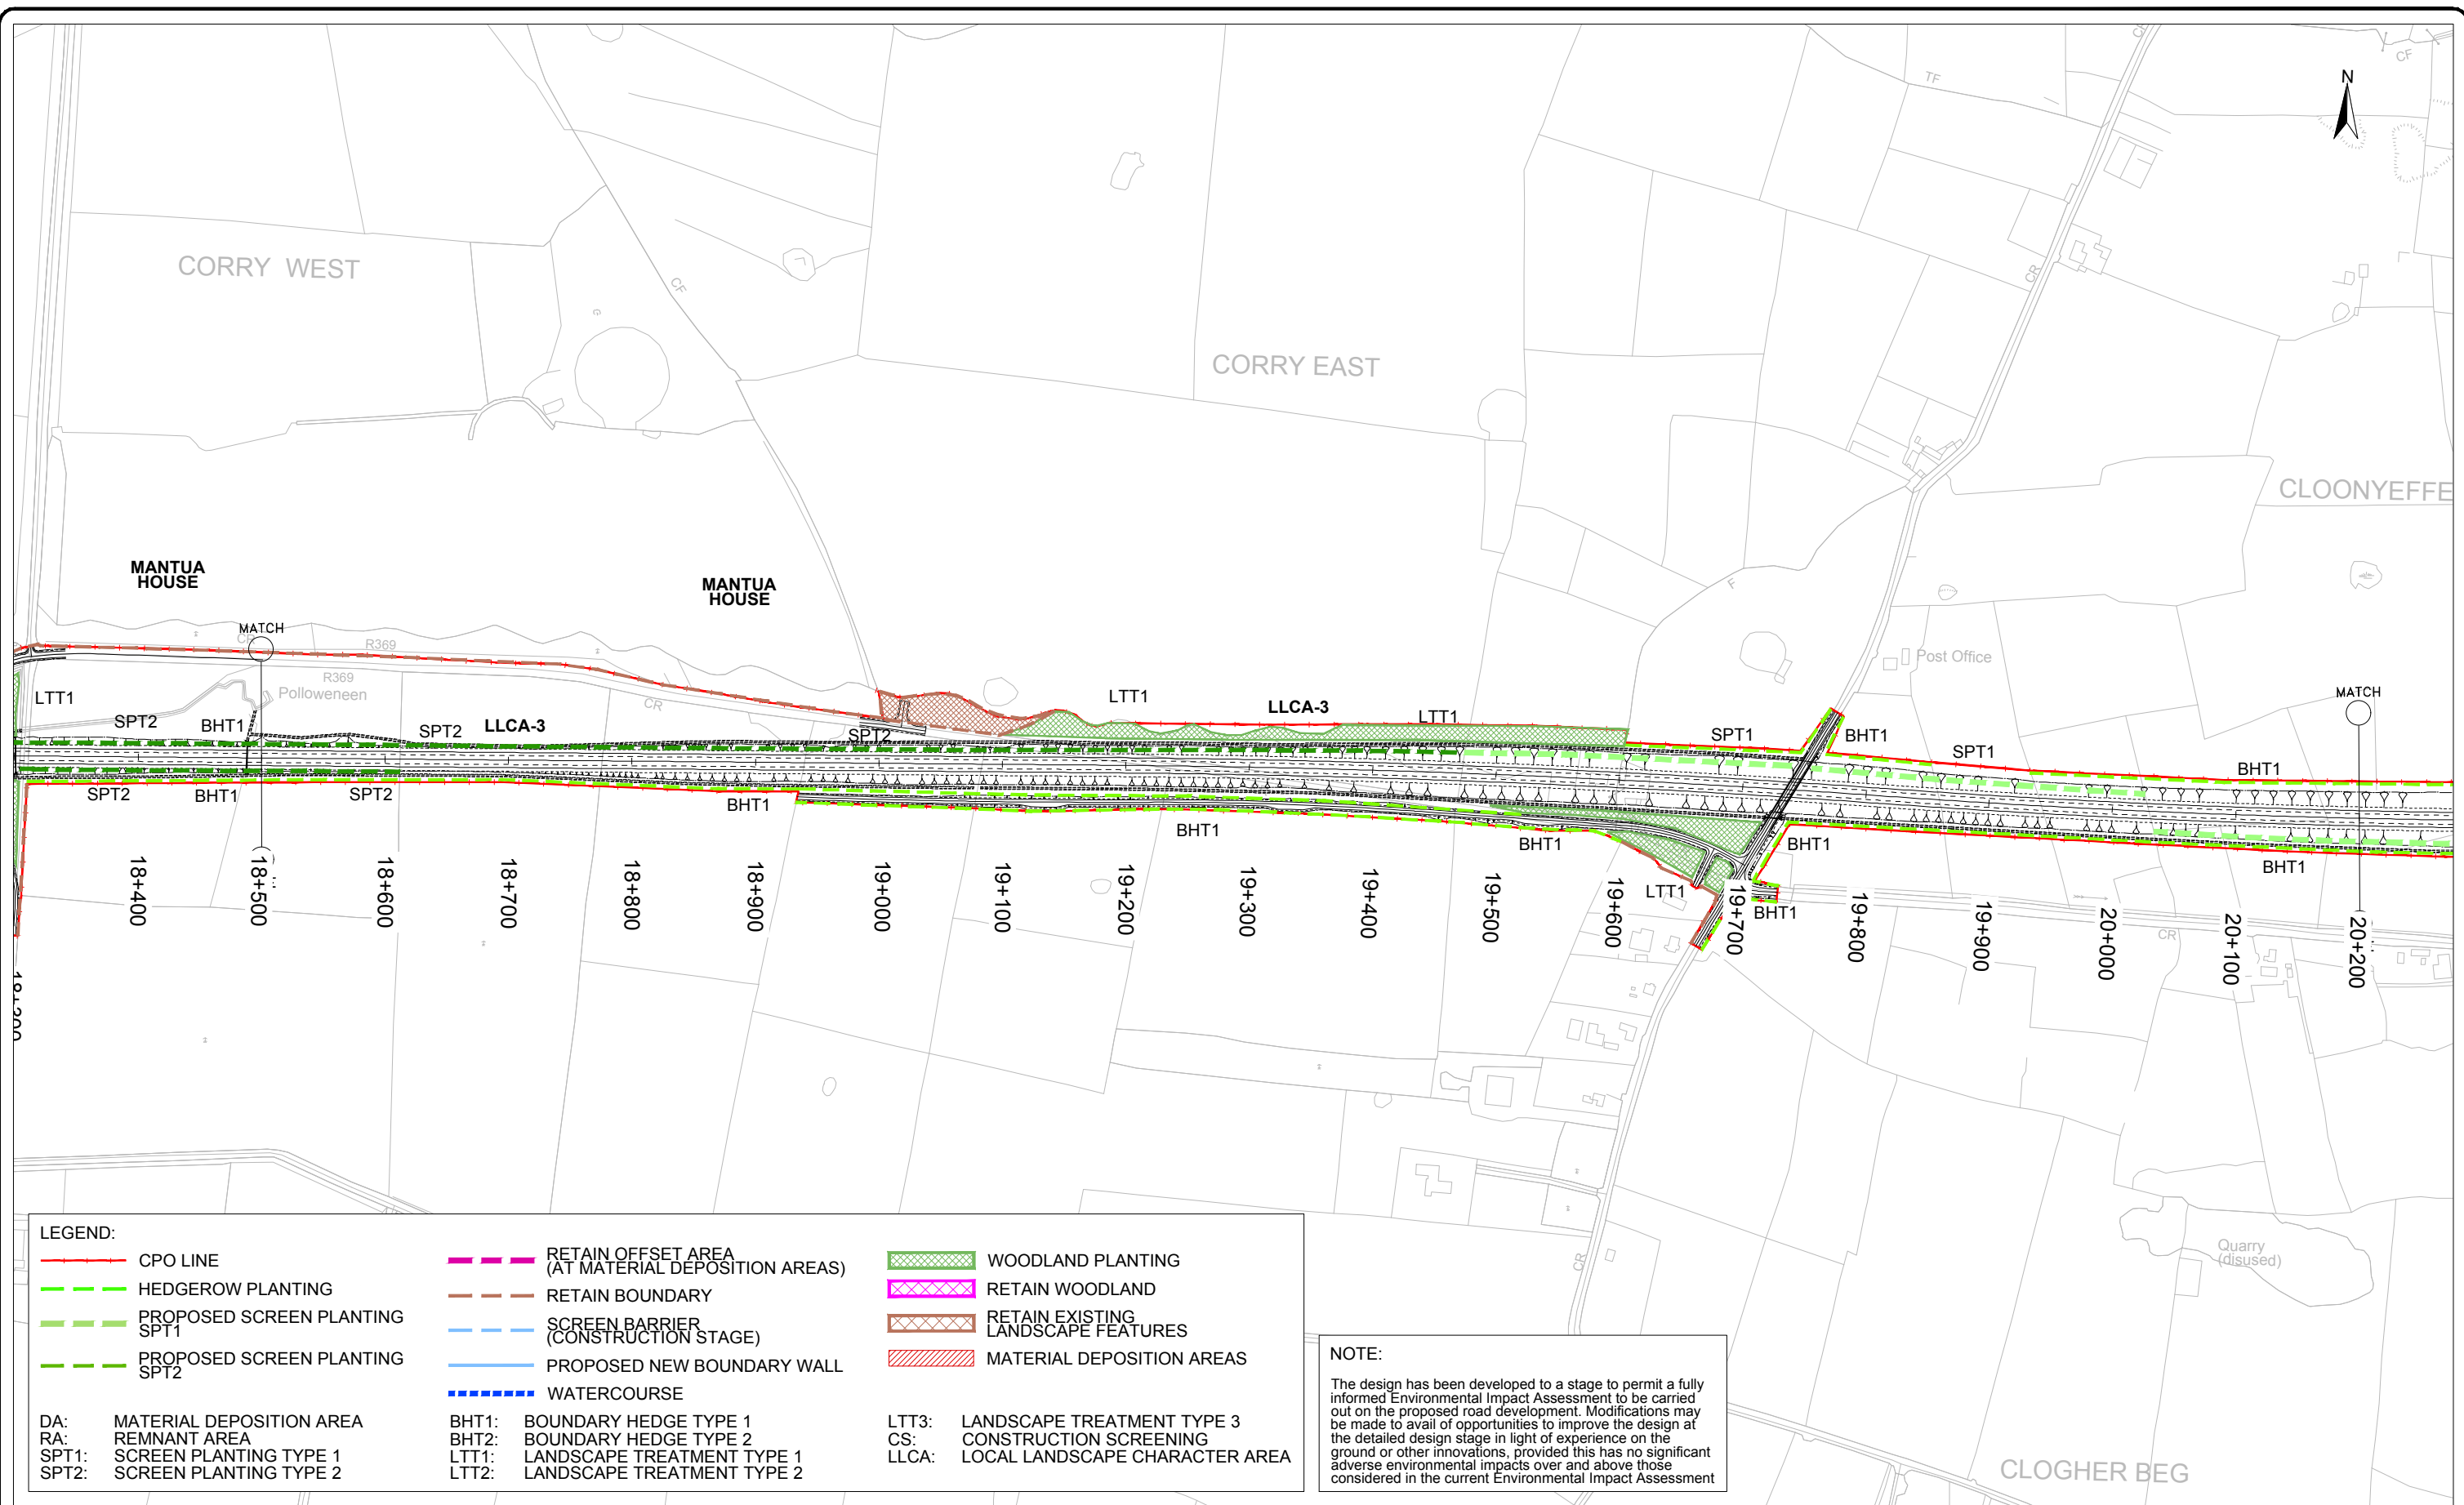 N
TF
CF
CR
CORRY WEST
CF
G
CORRY EAST
CR
CLOONYEFFE
MANTUA
HOUSE
MANTUA
HOUSE
F
Post Office
MATCH
CR
R369
R369
Polloweneen
CR
MATCH
LTT1
SPT2
BHT1
SPT2
LLCA-3
SPT2
LTT1
LLCA-3
LTT1
SPT1
BHT1
SPT1
BHT1
SPT2
BHT1
SPT2
BHT1
BHT1
BHT1
BHT1
BHT1
LTT1
BHT1
18+300
18+400
18+500
18+600
18+700
18+800
18+900
19+000
19+100
19+200
19+300
19+400
19+500
19+600
19+700
19+800
19+900
20+000
20+100
20+200
CR
CR
Quarry
(disused)
CLOGHER BEG
LEGEND:
CPO LINE
HEDGEROW PLANTING
PROPOSED SCREEN PLANTING
SPT1
PROPOSED SCREEN PLANTING
SPT2
RETAIN OFFSET AREA
(AT MATERIAL DEPOSITION AREAS)
RETAIN BOUNDARY
SCREEN BARRIER
(CONSTRUCTION STAGE)
PROPOSED NEW BOUNDARY WALL
WATERCOURSE
WOODLAND PLANTING
RETAIN WOODLAND
RETAIN EXISTING
LANDSCAPE FEATURES
MATERIAL DEPOSITION AREAS
DA: MATERIAL DEPOSITION AREA
RA: REMNANT AREA
SPT1: SCREEN PLANTING TYPE 1
SPT2: SCREEN PLANTING TYPE 2
BHT1: BOUNDARY HEDGE TYPE 1
BHT2: BOUNDARY HEDGE TYPE 2
LTT1: LANDSCAPE TREATMENT TYPE 1
LTT2: LANDSCAPE TREATMENT TYPE 2
LTT3: LANDSCAPE TREATMENT TYPE 3
CS: CONSTRUCTION SCREENING
LLCA: LOCAL LANDSCAPE CHARACTER AREA
NOTE:
The design has been developed to a stage to permit a fully
informed Environmental Impact Assessment to be carried
out on the proposed road development. Modifications may
be made to avail of opportunities to improve the design at
the detailed design stage in light of experience on the
ground or other innovations, provided this has no significant
adverse environmental impacts over and above those
considered in the current Environmental Impact Assessment